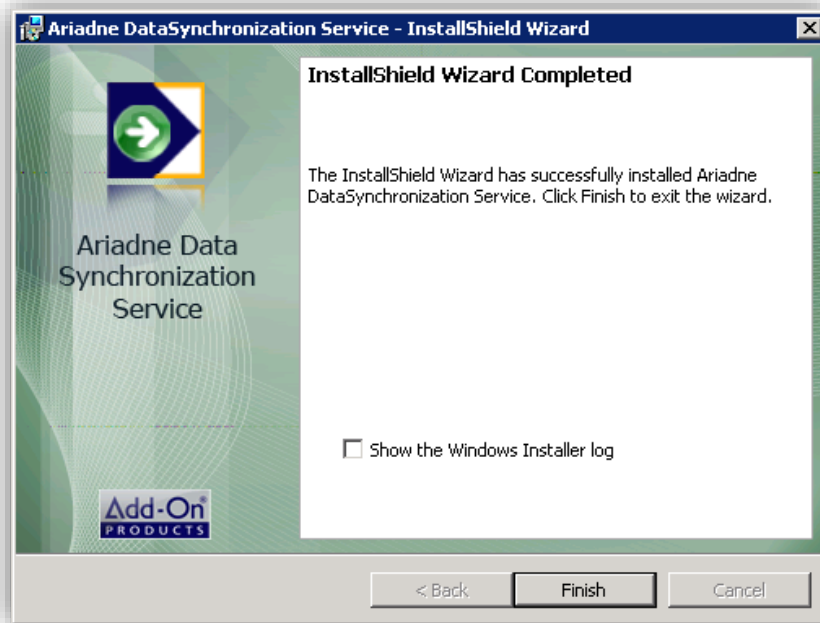 Ariadne DataSynchronization Service - InstallShield Wizard
InstallShield Wizard Completed
The InstallShield Wizard has successfully installed Ariadne
DataSynchronization Service. Click Finish to exit the wizard.
Ariadne Data
Synchronization
Service
Show the Windows Installer log
Add-On®
PRODUCTS
< Back
Finish
Cancel